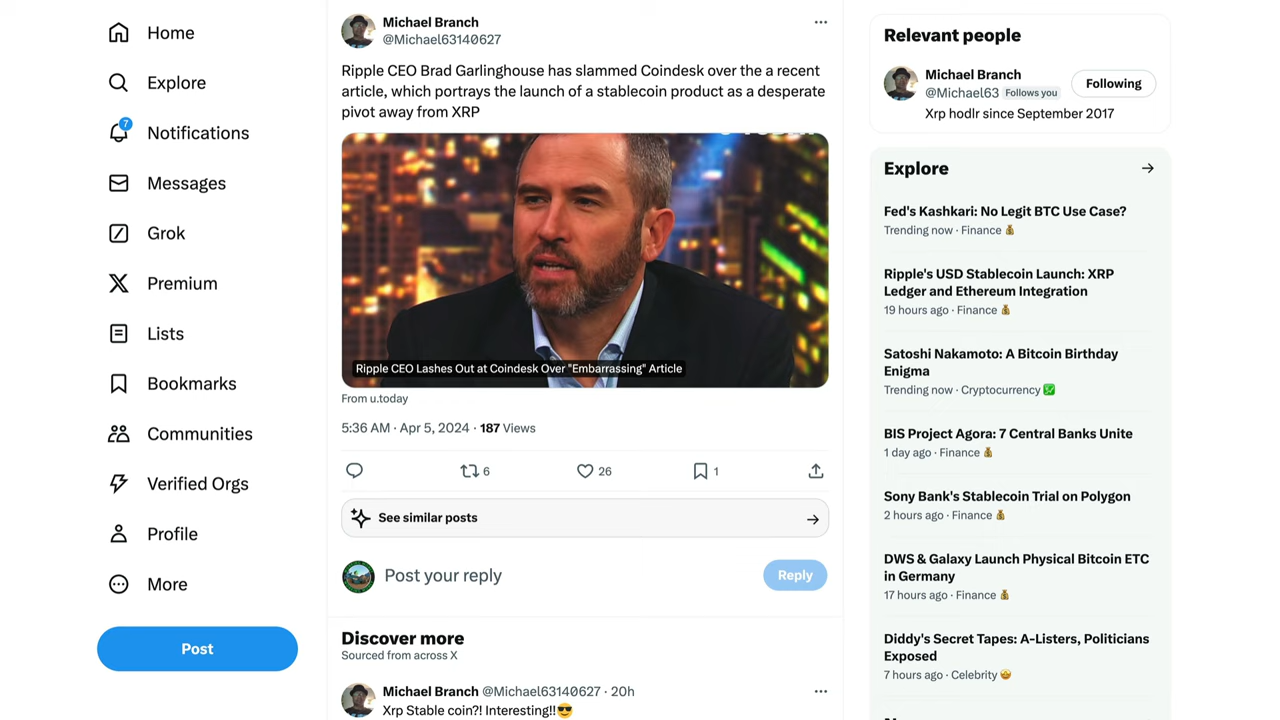 Home
Explore
7
Notifications
Messages
Grok
Premium
Lists
Bookmarks
Communities
Verified Orgs
Profile
More
Post
Michael Branch
@Michael63140627
Ripple CEO Brad Garlinghouse has slammed Coindesk over the a recent
article, which portrays the launch of a stablecoin product as a desperate
pivot away from XRP
Ripple CEO Lashes Out at Coindesk Over "Embarrassing" Article
From u.today
5:36 AM · Apr 5, 2024 · 187 Views
6
26
1
See similar posts
Post your reply
Reply
Discover more
Sourced from across X
Michael Branch @Michael63140627 · 20h
Xrp Stable coin?! Interesting!!😎
Relevant people
Michael Branch
@Michael63 Follows you
Following
Xrp hodlr since September 2017
Explore
Fed's Kashkari: No Legit BTC Use Case?
Trending now · Finance 💰
Ripple's USD Stablecoin Launch: XRP
Ledger and Ethereum Integration
19 hours ago · Finance 💰
Satoshi Nakamoto: A Bitcoin Birthday
Enigma
Trending now · Cryptocurrency 💹
BIS Project Agora: 7 Central Banks Unite
1 day ago · Finance 💰
Sony Bank's Stablecoin Trial on Polygon
2 hours ago · Finance 💰
DWS & Galaxy Launch Physical Bitcoin ETC
in Germany
17 hours ago · Finance 💰
Diddy's Secret Tapes: A-Listers, Politicians
Exposed
7 hours ago · Celebrity 🤩